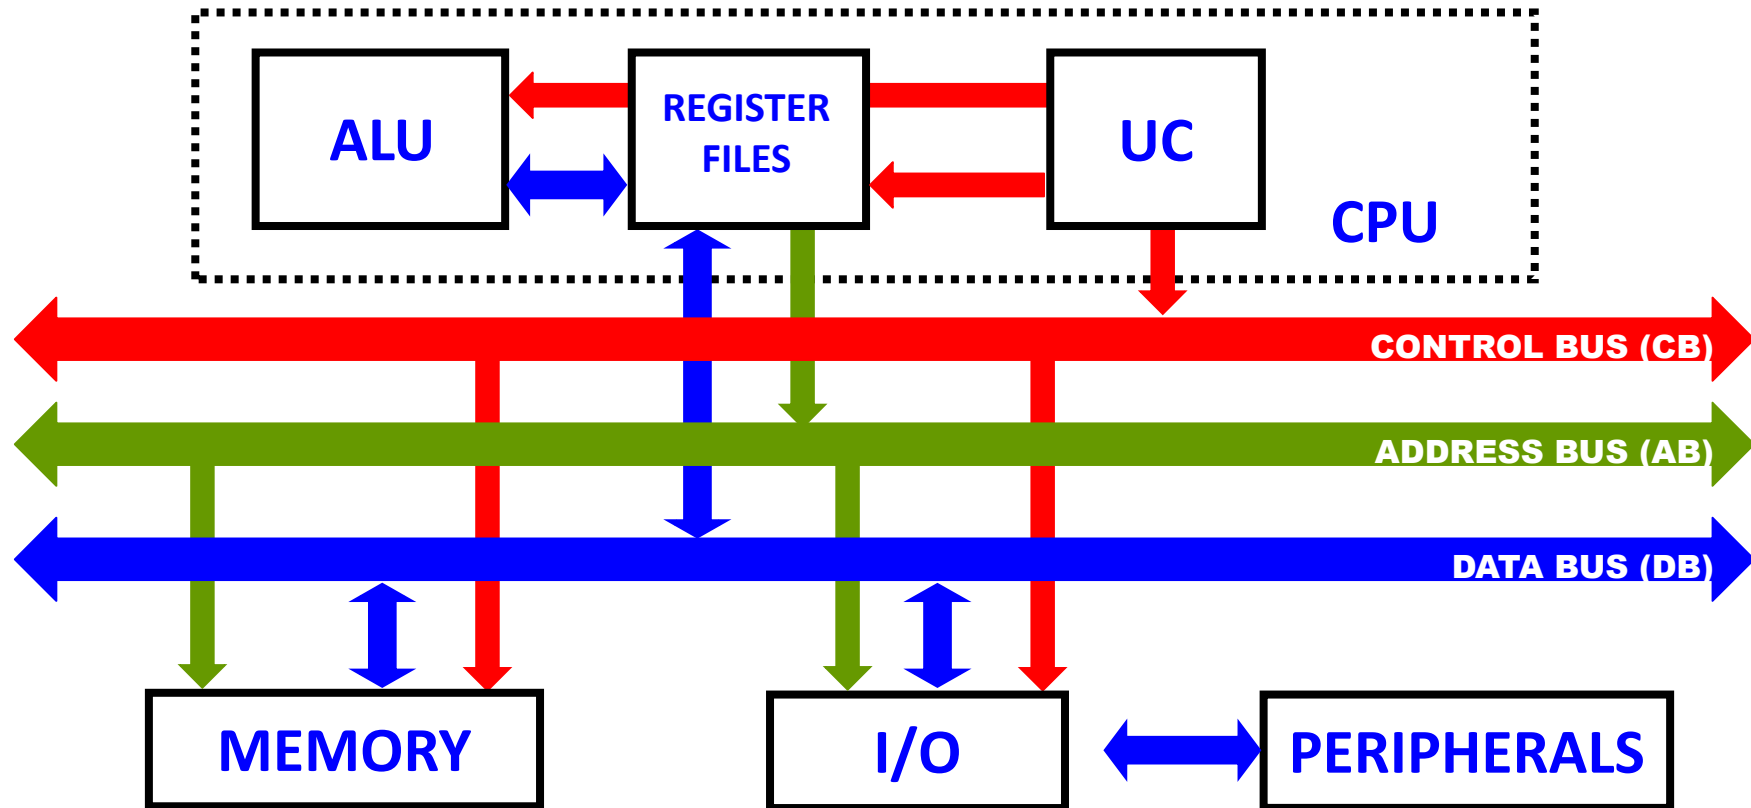 ALU
REGISTER
FILES
UC
CPU
CONTROL BUS (CB)
ADDRESS BUS (AB)
DATA BUS (DB)
MEMORY
I/O
PERIPHERALS